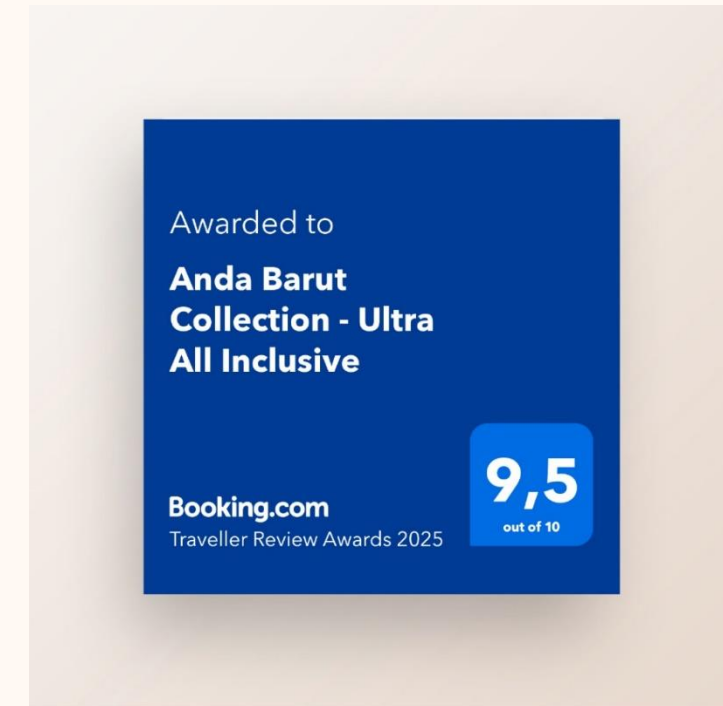 Awarded to
Anda Barut
Collection - Ultra
All Inclusive
9,5
out of 10
Booking.com
Traveller Review Awards 2025